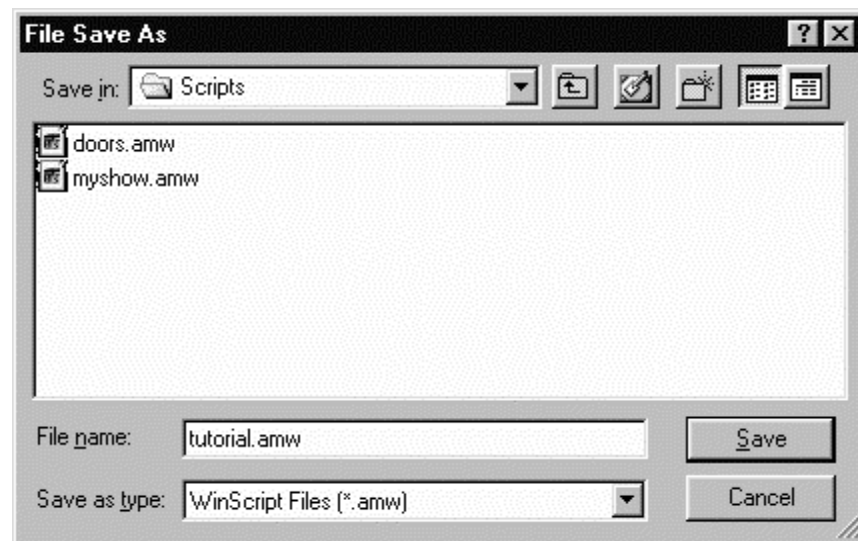 File Save As
Save in: Scripts
doors.amw
myshow.amw
File name: tutorial.amw Save
Save as type: WinScript Files (*.amw) Cancel